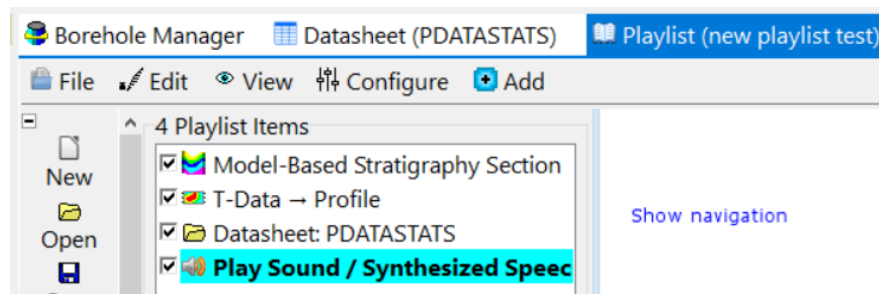 Borehole Manager Datasheet (PDATASTATS) Playlist (new playlist test)
File Edit View Configure Add
4 Playlist Items
New
Model-Based Stratigraphy Section
T-Data → Profile
Show navigation
Open
Datasheet: PDATASTATS
Play Sound / Synthesized Speec